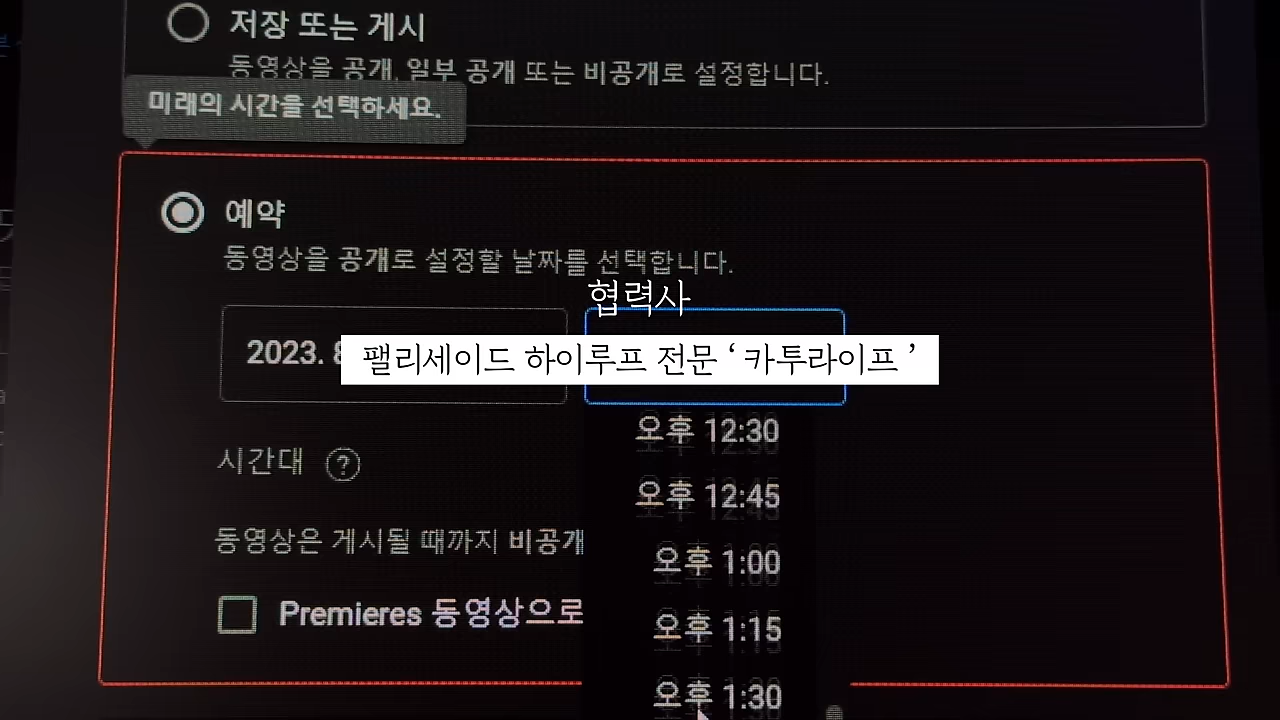 저장 또는 게시
동영상을 공개, 일부 공개 또는 비공개로 설정합니다.
미래의 시간을 선택하세요.
예약
동영상을 공개로 설정할 날짜를 선택합니다.
협력사
2023. 8
팰리세이드 하이루프 전문 ‘ 카투라이프 ’
오후 12:30
시간대 ?
오후 12:45
동영상은 게시될 때까지 비공개
오후 1:00
Premieres 동영상으로
오후 1:15
오후 1:30